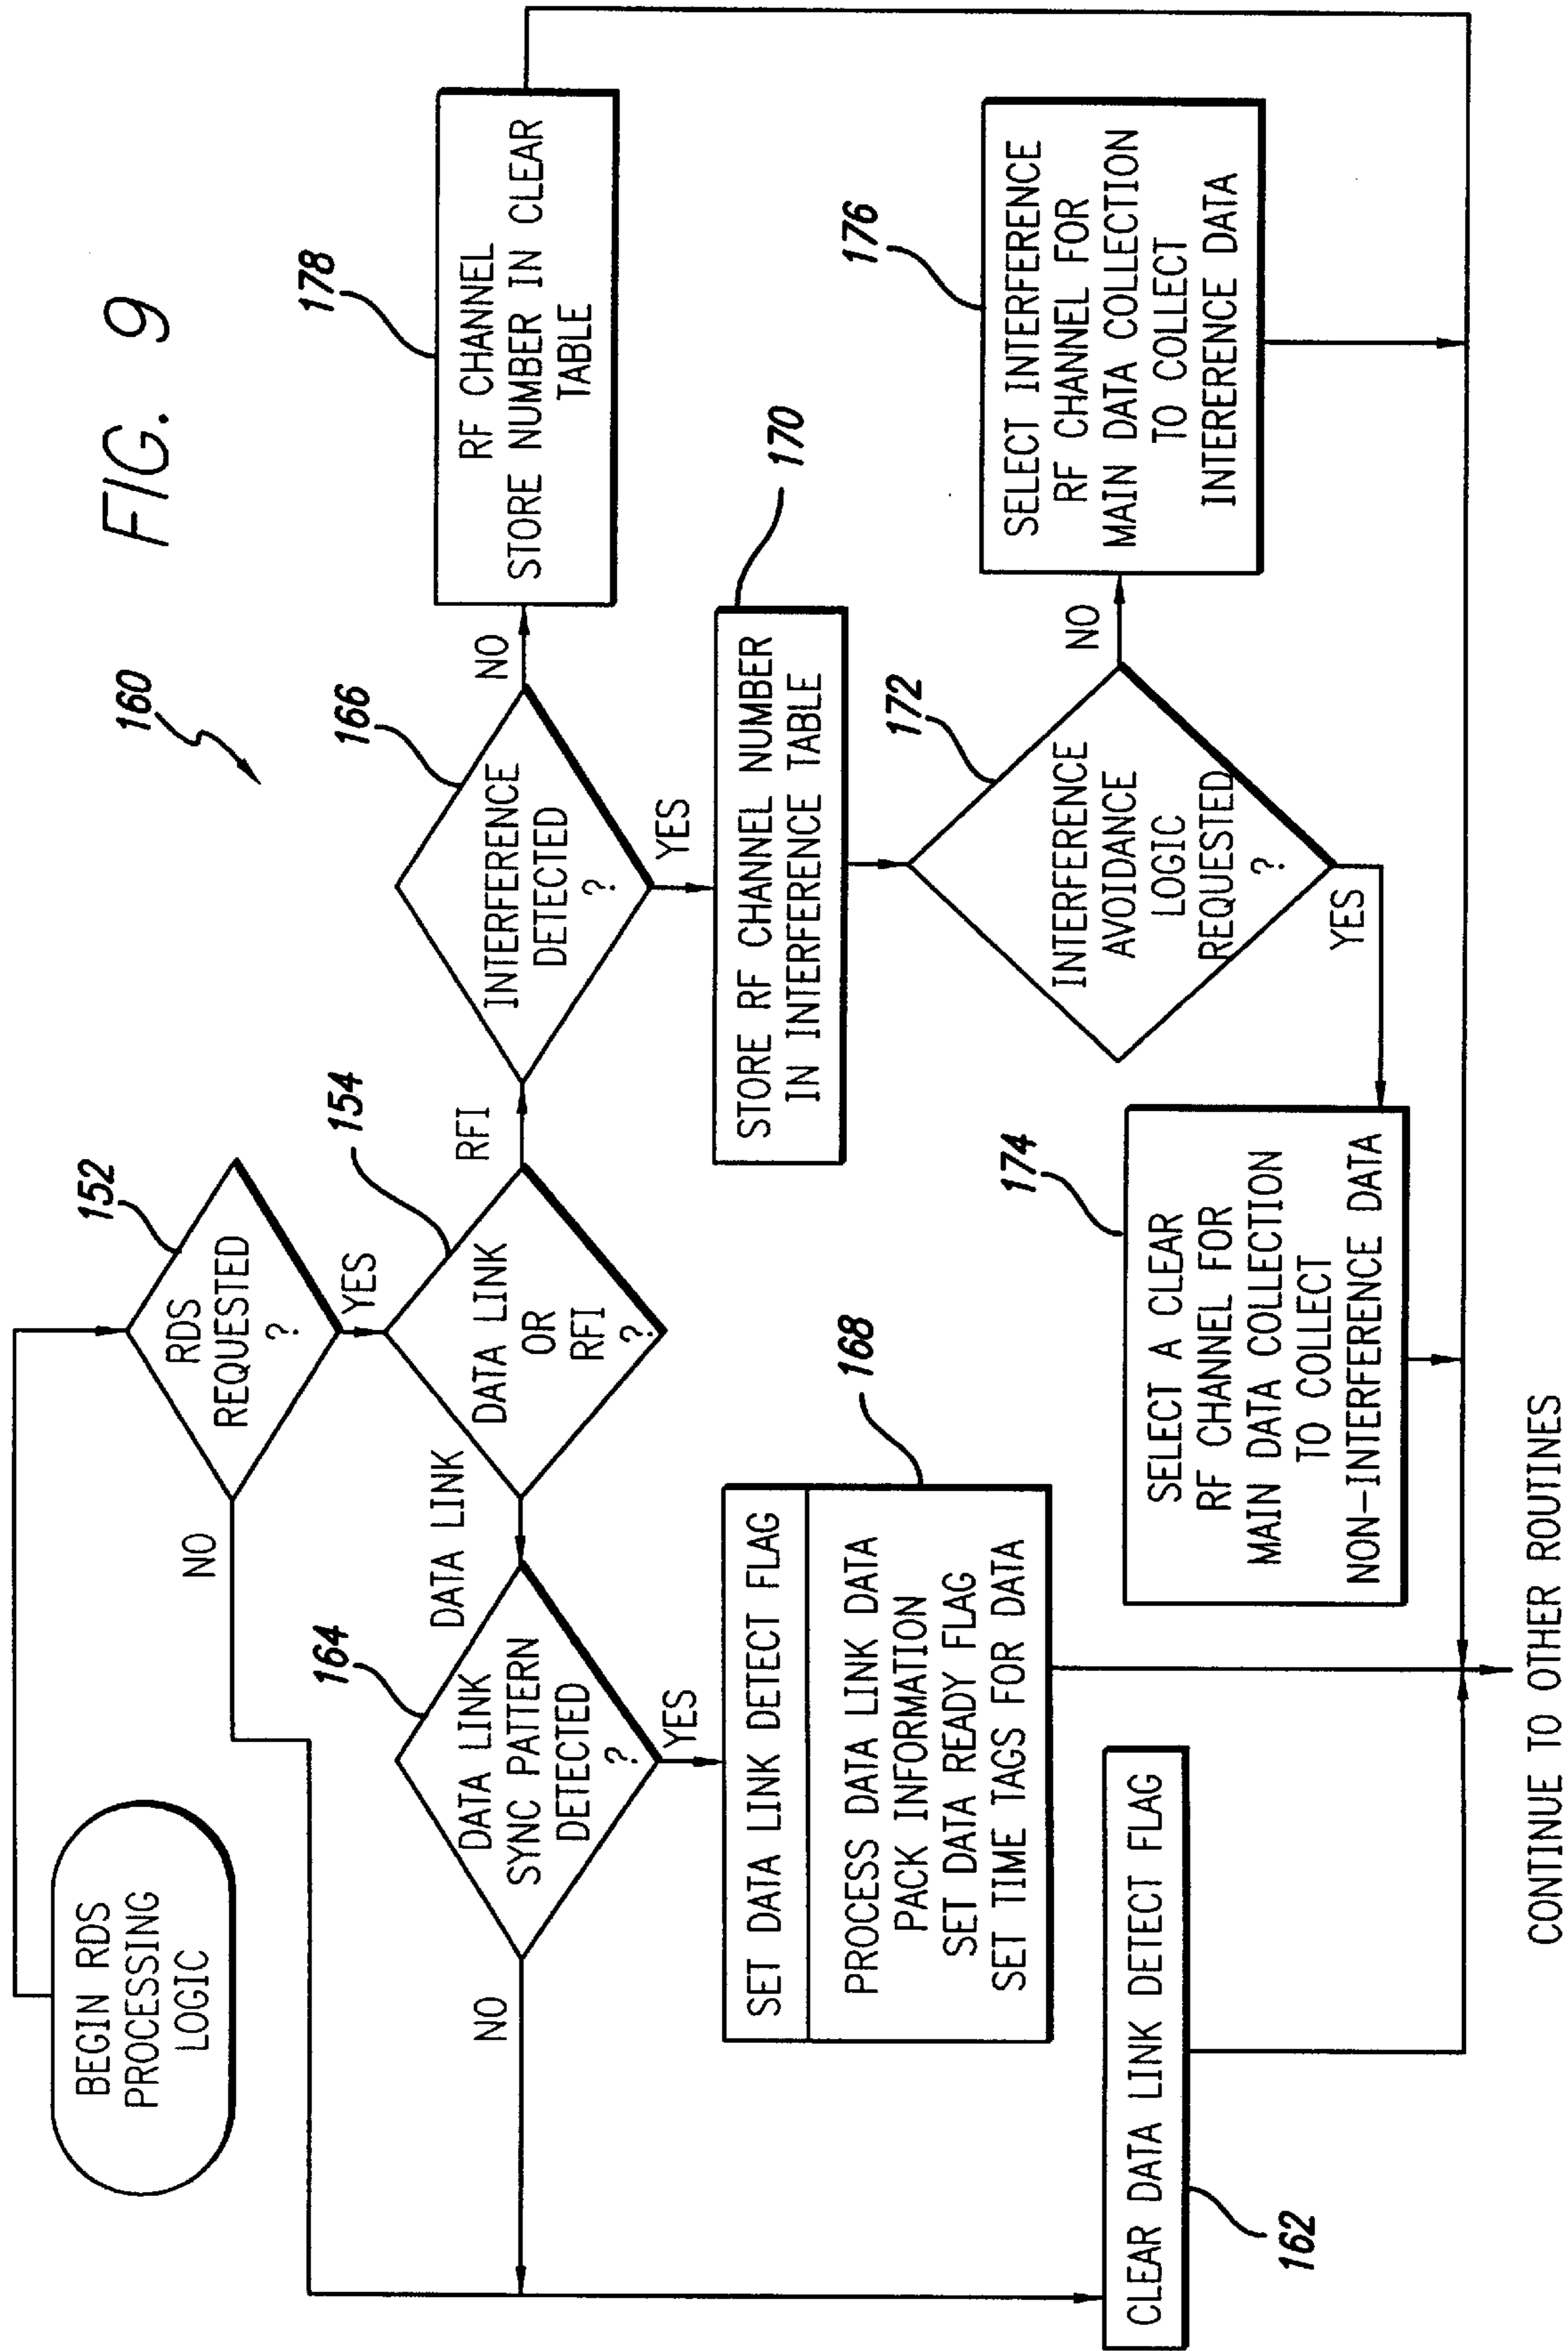 FIG. 9
160
BEGIN RDS
PROCESSING
LOGIC
152
RDS
REQUESTED
?
NO
YES
154
DATA LINK
OR
RFI
?
DATA LINK
RFI
164
DATA LINK
SYNC PATTERN
DETECTED
?
NO
YES
166
INTERFERENCE
DETECTED
?
NO
YES
178
RF CHANNEL
STORE NUMBER IN CLEAR
TABLE
168
SET DATA LINK DETECT FLAG
PROCESS DATA LINK DATA
PACK INFORMATION
SET DATA READY FLAG
SET TIME TAGS FOR DATA
170
STORE RF CHANNEL NUMBER
IN INTERFERENCE TABLE
172
INTERFERENCE
AVOIDANCE
LOGIC
REQUESTED
?
NO
YES
176
SELECT INTERFERENCE
RF CHANNEL FOR
MAIN DATA COLLECTION
TO COLLECT
INTERERENCE DATA
174
SELECT A CLEAR
RF CHANNEL FOR
MAIN DATA COLLECTION
TO COLLECT
NON-INTERFERENCE DATA
CLEAR DATA LINK DETECT FLAG
162
CONTINUE TO OTHER ROUTINES